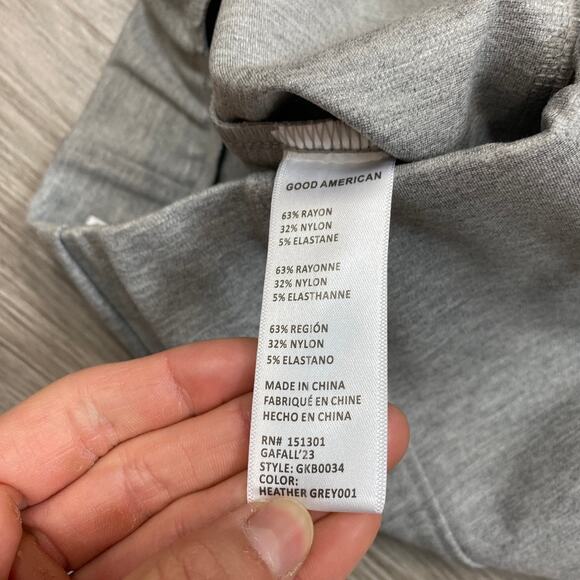 GOOD AMERICAN
63% RAYON
32% NYLON
5% ELASTANE
63% RAYONNE
32% NYLON
5% ELASTHANNE
63% REGIÓN
32% NYLON
5% ELASTANO
MADE IN CHINA
FABRIQUÉ EN CHINE
HECHO EN CHINA
RN# 151301
GAFALL'23
STYLE: GKB0034
COLOR:
HEATHER GREY001